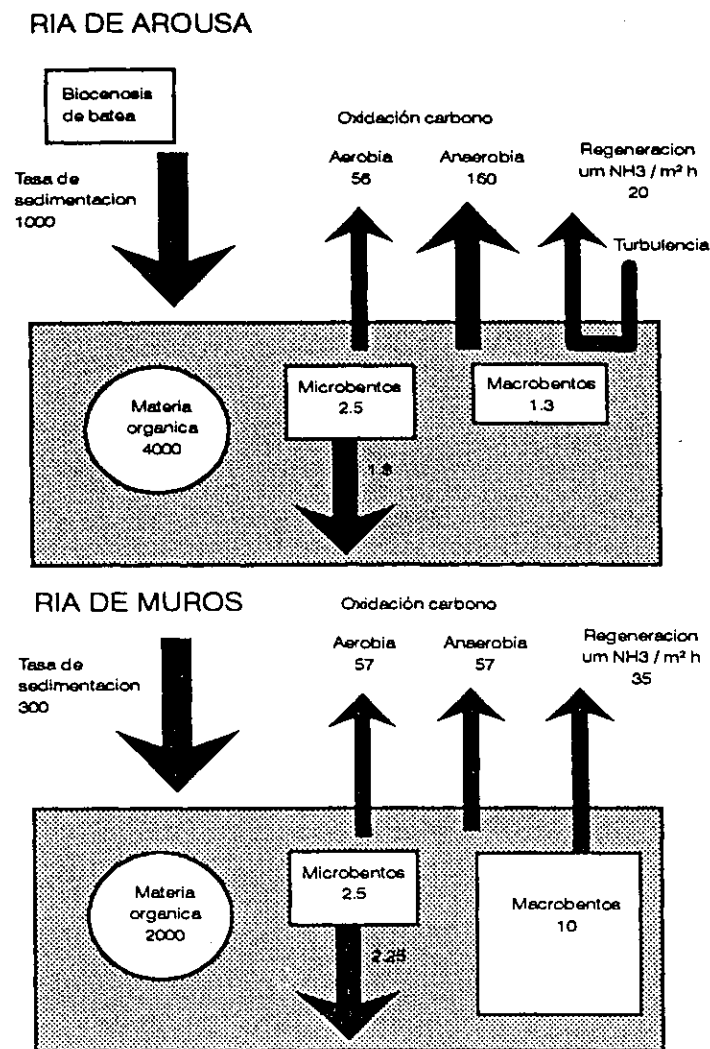 RIA DE AROUSA
Biocenosis
de batea
Oxidación carbono
Tasa de
sedimentacion
1000
Aerobia
56
Anaerobia
160
Regeneracion
um NH3 / m² h
20
Turbulencia
Materia
organica
4000
Microbentos
2.5
Macrobentos
1.3
1.8
RIA DE MUROS
Oxidación carbono
Tasa de
sedimentacion
300
Aerobia
57
Anaerobia
57
Regeneracion
um NH3 / m² h
35
Materia
organica
2000
Microbentos
2.5
Macrobentos
10
2.25